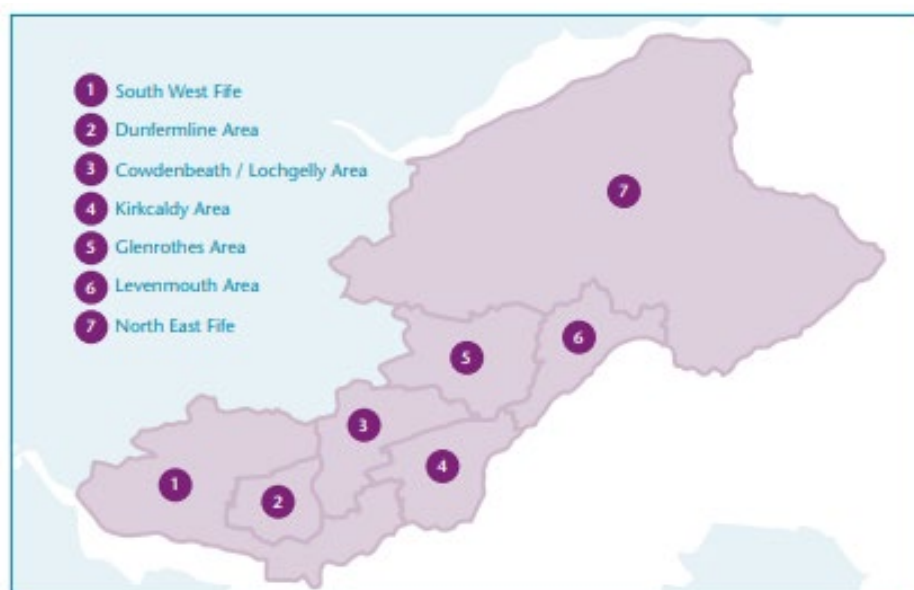 1 South West Fife
2 Dunfermline Area
3 Cowdenbeath / Lochgelly Area
4 Kirkcaldy Area
5 Glenrothes Area
6 Levenmouth Area
7 North East Fife
7
6
5
3
4
1
2